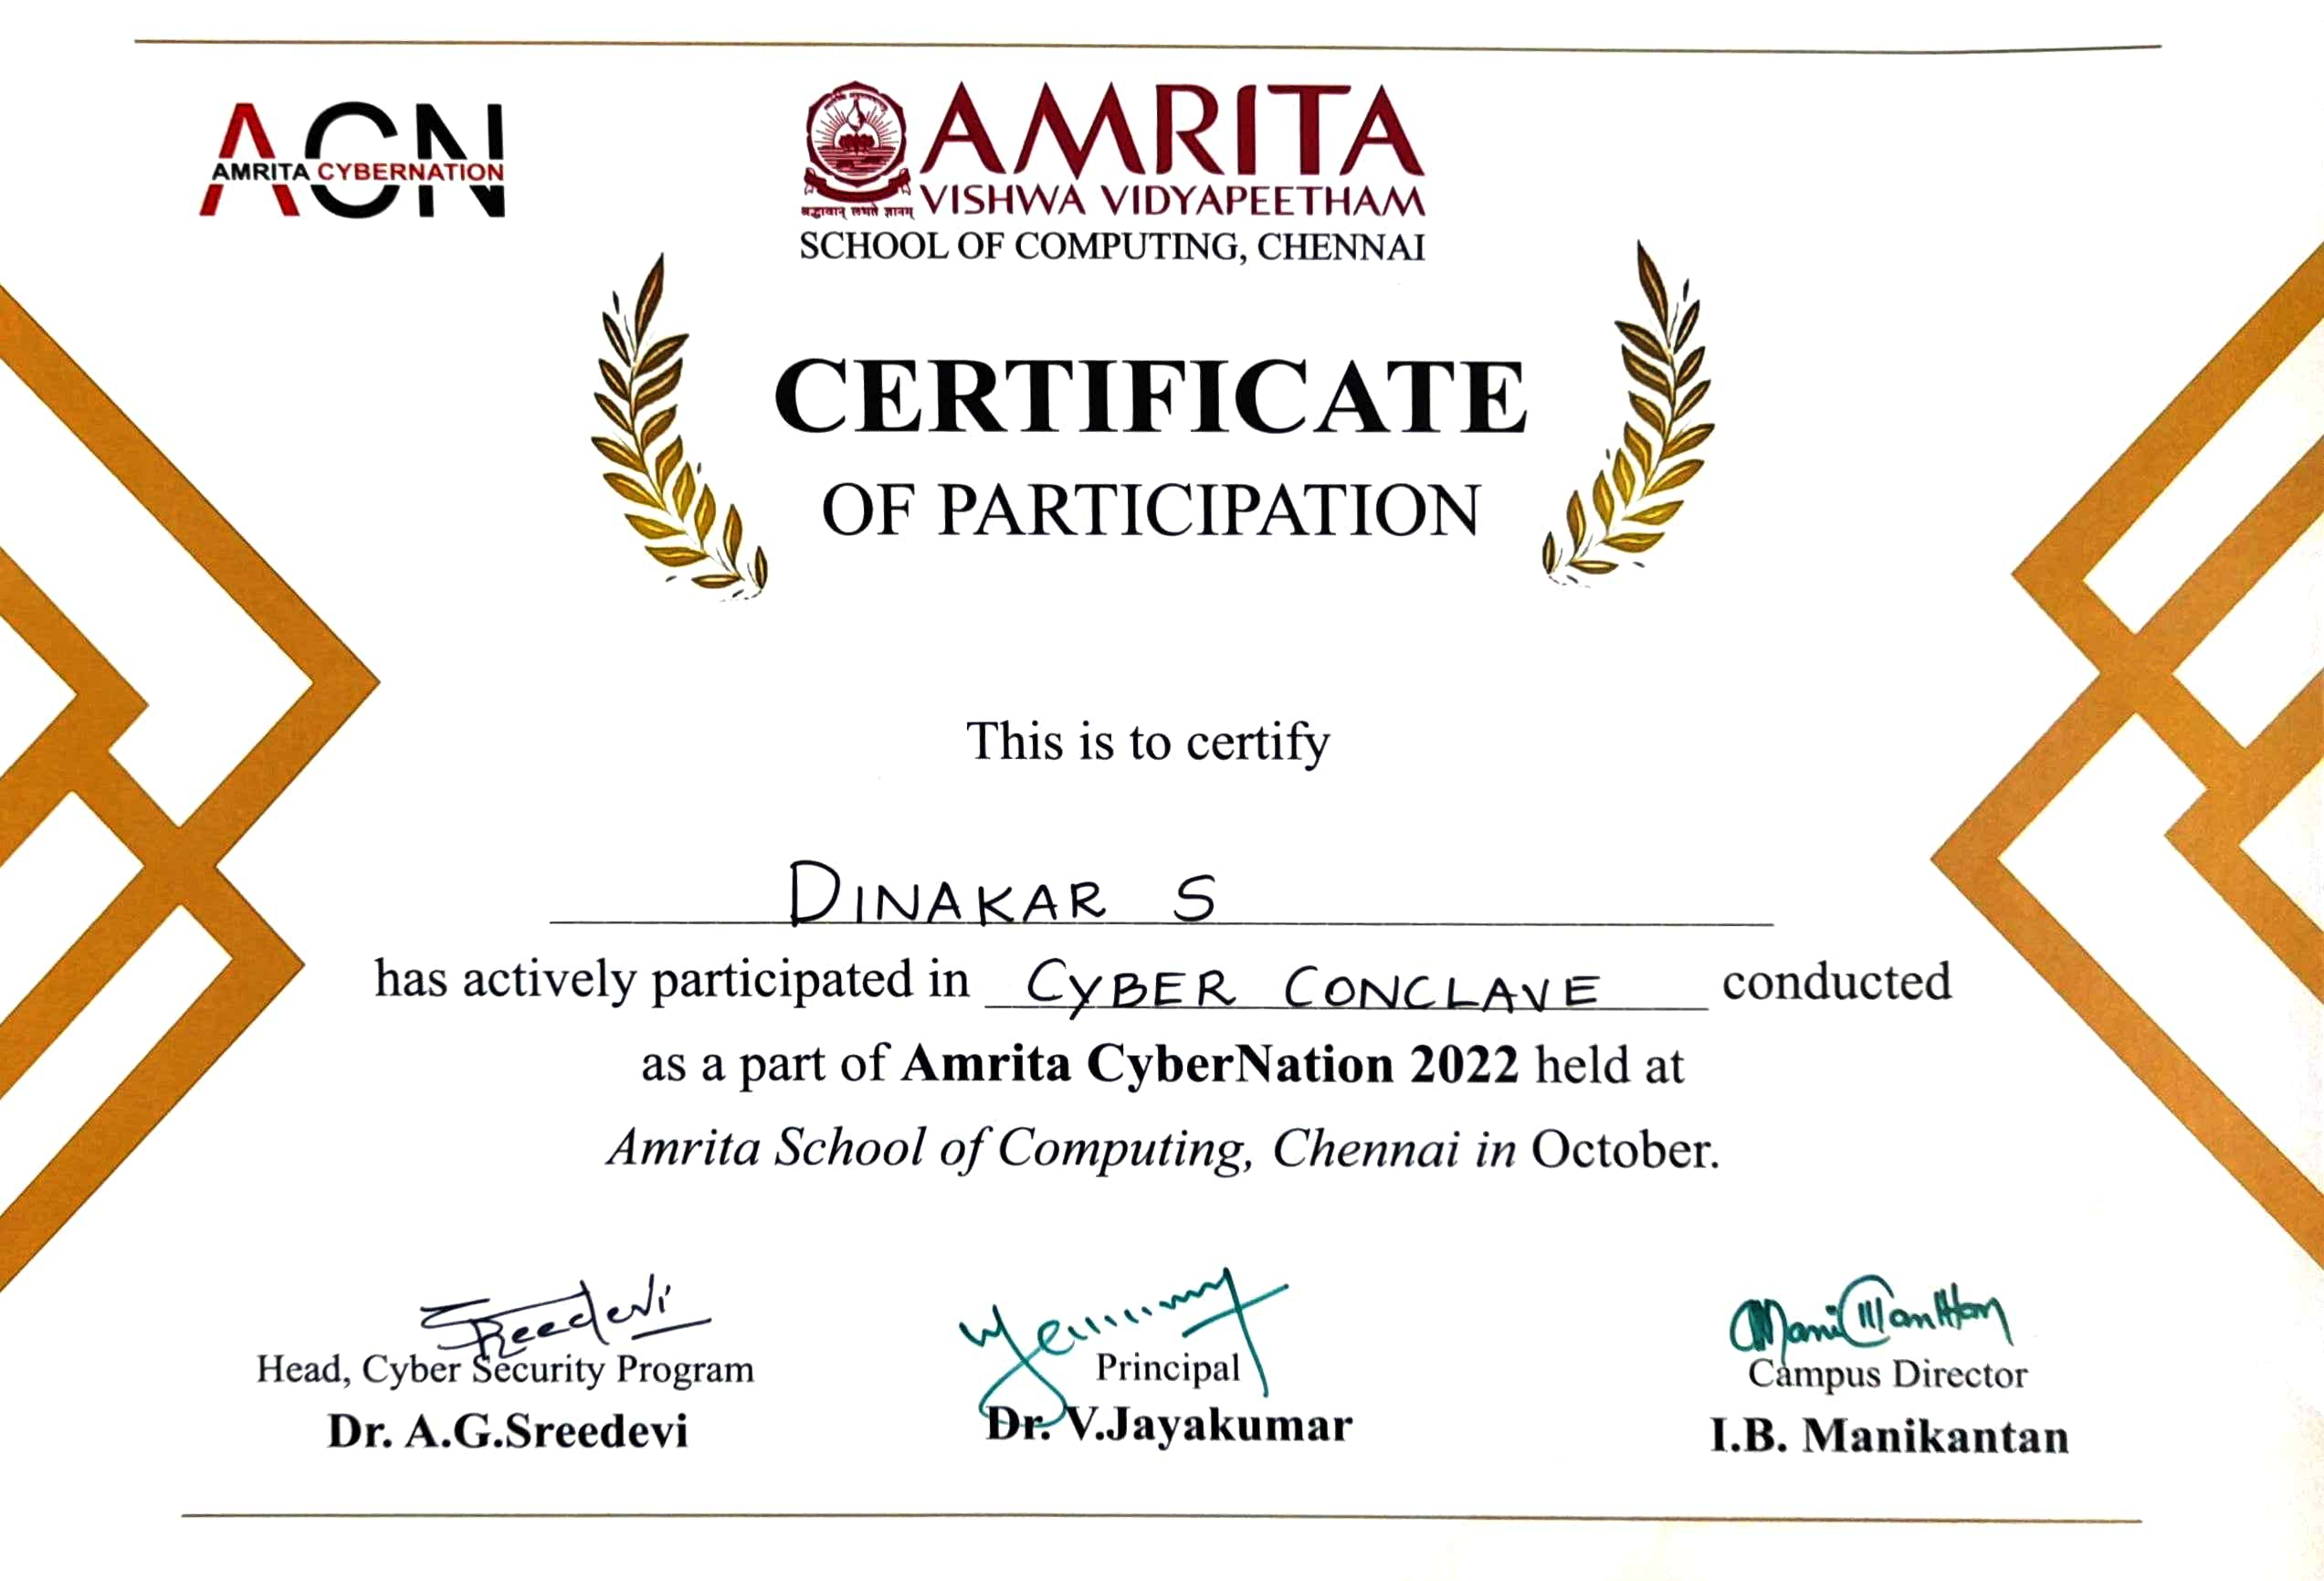 ACN
AMRITA CYBERNATION
AMRITA
VISHWA VIDYAPEETHAM
श्रद्धावान् लभते ज्ञानम्
SCHOOL OF COMPUTING, CHENNAI
CERTIFICATE
OF PARTICIPATION
This is to certify
DINAKAR S
has actively participated in CYBER CONCLAVE conducted
as a part of Amrita CyberNation 2022 held at
Amrita School of Computing, Chennai in October.
Sreedevi
Head, Cyber Security Program
Dr. A.G.Sreedevi
Principal
Dr. V.Jayakumar
Campus Director
I.B. Manikantan